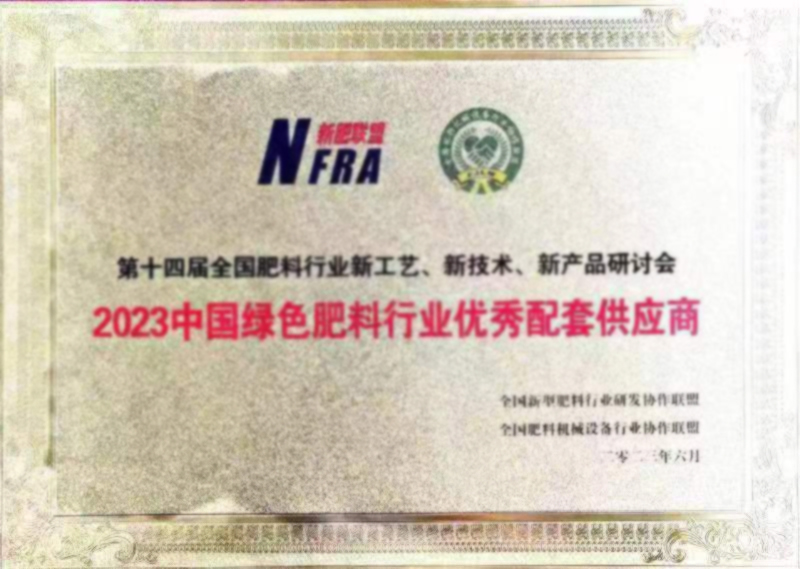 新肥联盟
NFRA
第十四届全国肥料行业新工艺、新技术、新产品研讨会
2023中国绿色肥料行业优秀配套供应商
全国新型肥料行业研发协作联盟
全国肥料机械设备行业协作联盟
二零二三年六月